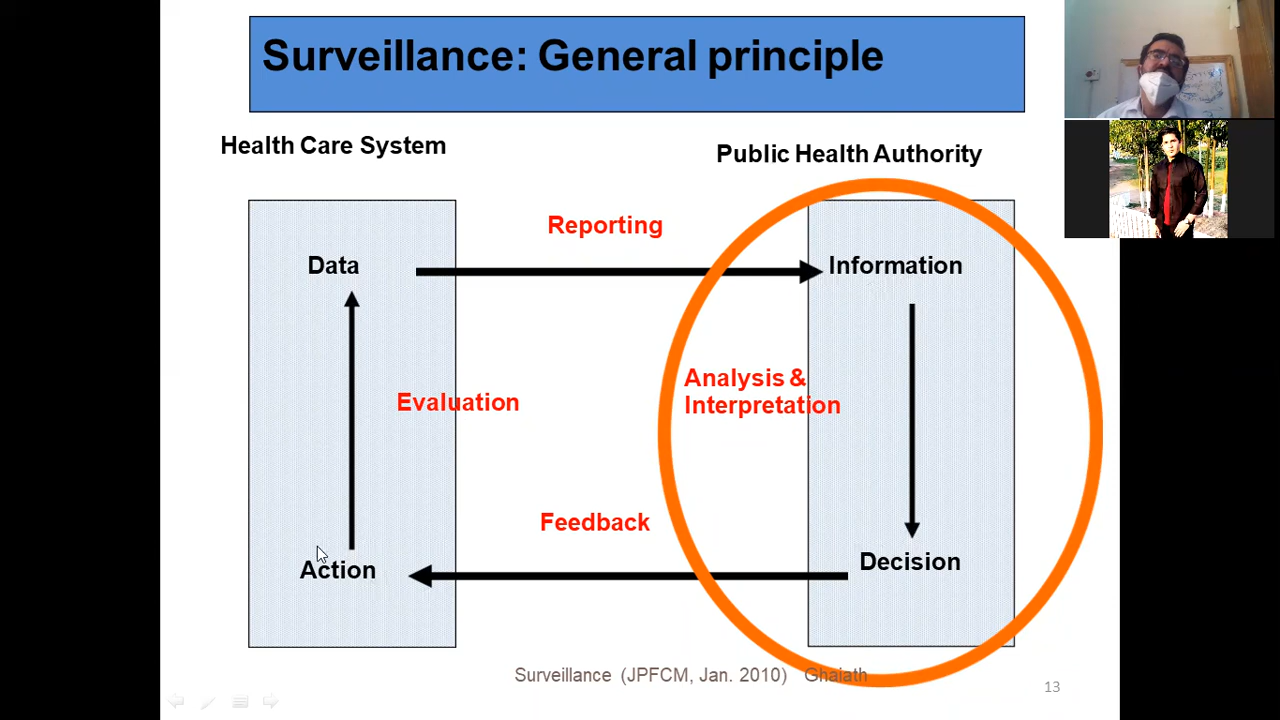 Surveillance: General principle
Health Care System
Public Health Authority
Reporting
Data
Information
Analysis &
Interpretation
Evaluation
Feedback
Action
Decision
Surveillance (JPFCM, Jan. 2010) Ghaiath
13